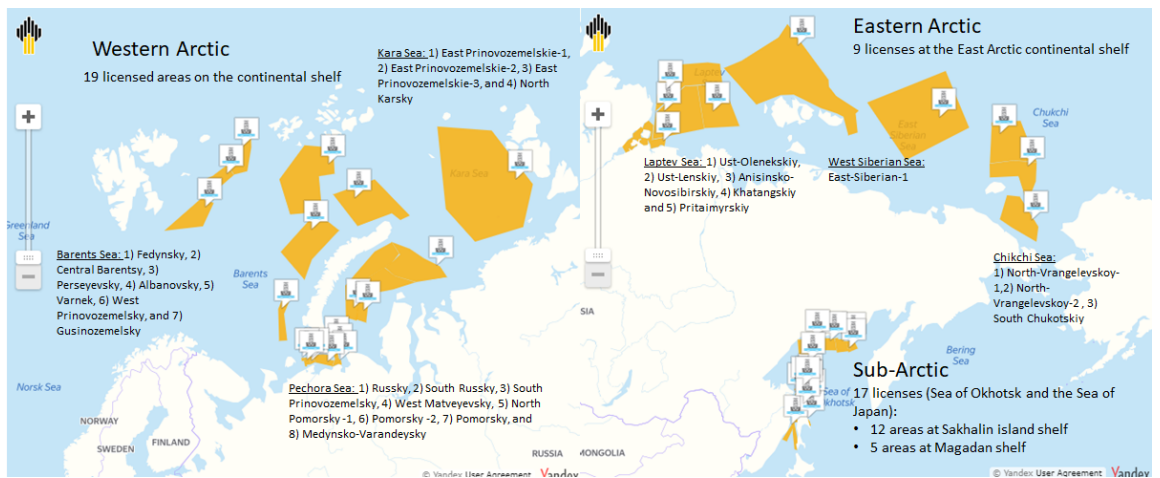 Western Arctic
19 licensed areas on the continental shelf
Kara Sea: 1) East Prinovozemelskie-1,
2) East Prinovozemelskie-2, 3) East
Prinovozemelskie-3, and 4) North
Karsky
Kara Sea
Greenland
Sea
Barents Sea: 1) Fedynsky, 2)
Central Barentsy, 3)
Perseyevsky, 4) Albanovsky, 5)
Varnek, 6) West
Prinovozemelsky, and 7)
Gusinozemelsky
Barents
Sea
Pechora Sea: 1) Russky, 2) South Russky, 3) South
Prinovozemelsky, 4) West Matveyevsky, 5) North
Pomorsky -1, 6) Pomorsky -2, 7) Pomorsky, and
8) Medynsko-Varandeysky
Norsk Sea
NORWAY
SWEDEN
FINLAND
RUSSIA
© Yandex User Agreement Yandex
Eastern Arctic
9 licenses at the East Arctic continental shelf
Laptev
Sea
East
Siberian Sea
Chukchi
Sea
Laptev Sea: 1) Ust-Olenekskiy,
2) Ust-Lenskiy, 3) Anisinsko-
Novosibirskiy, 4) Khatangskiy
and 5) Pritaimyrskiy
West Siberian Sea:
East-Siberian-1
Chikchi Sea:
1) North-Vrangelevskoy-
1,2) North-
Vrangelevskoy-2 , 3)
South Chukotskiy
SIA
Bering
Sea
Sea of
Okhotsk
Sub-Arctic
17 licenses (Sea of Okhotsk and the Sea of
Japan):
• 12 areas at Sakhalin island shelf
• 5 areas at Magadan shelf
MONGOLIA
© Yandex User Agreement Yandex